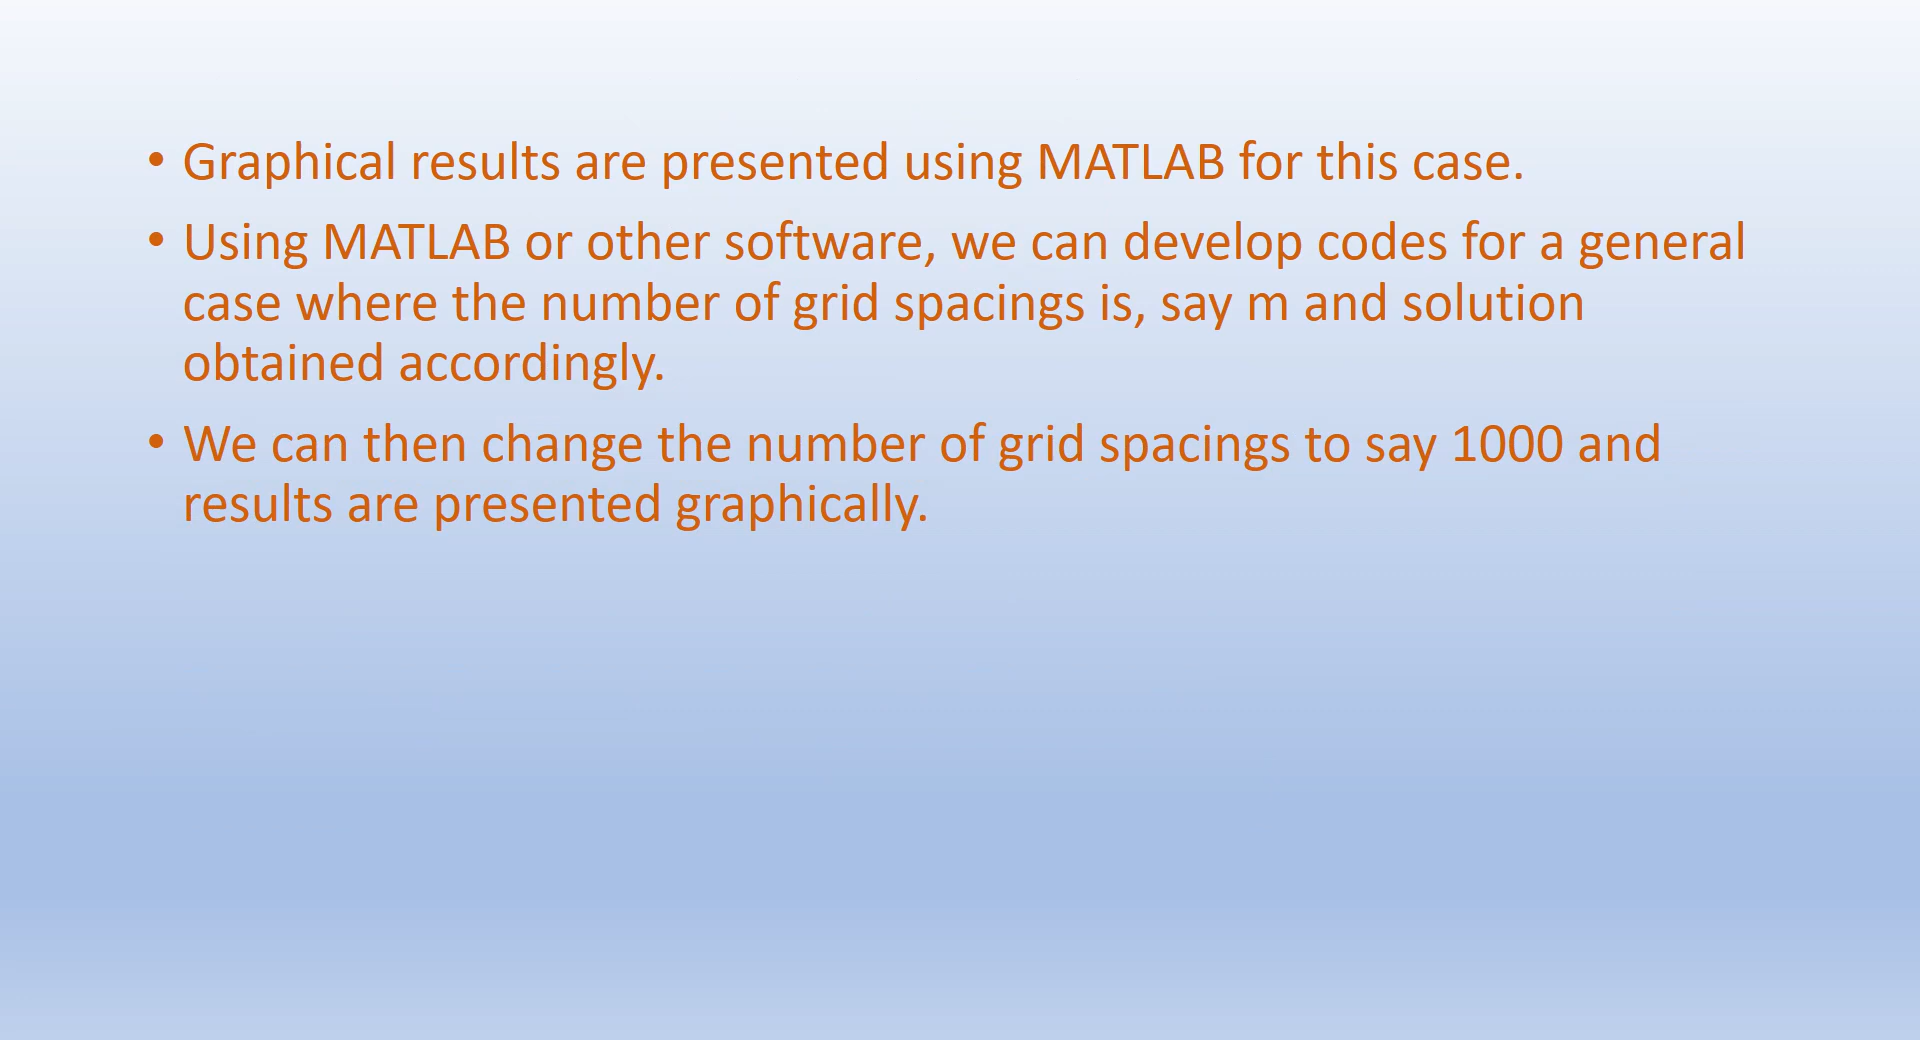 • Graphical results are presented using MATLAB for this case.
• Using MATLAB or other software, we can develop codes for a general
case where the number of grid spacings is, say m and solution
obtained accordingly.
• We can then change the number of grid spacings to say 1000 and
results are presented graphically.